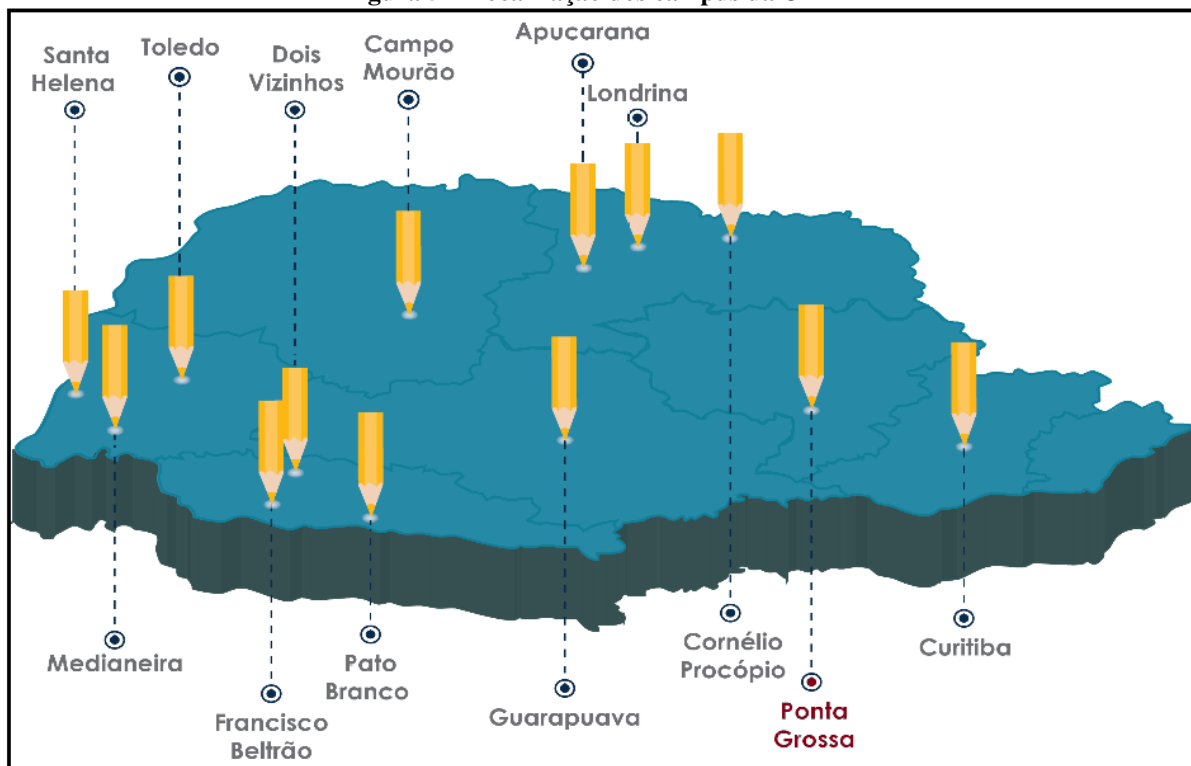 Santa
Helena
Toledo
Dois
Vizinhos
Campo
Mourão
Apucarana
Londrina
Medianeira
Francisco
Beltrão
Pato
Branco
Guarapuava
Cornélio
Procópio
Ponta
Grossa
Curitiba